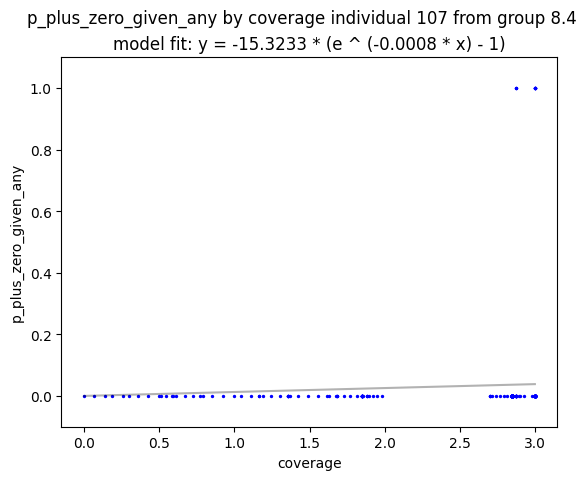 p_plus_zero_given_any by coverage individual 107 from group 8.4
model fit: y = -15.3233 * (e ^ (-0.0008 * x) - 1)
1.0
0.8
0.6
0.4
0.2
0.0
p_plus_zero_given_any
0.0 0.5 1.0 1.5 2.0 2.5 3.0
coverage